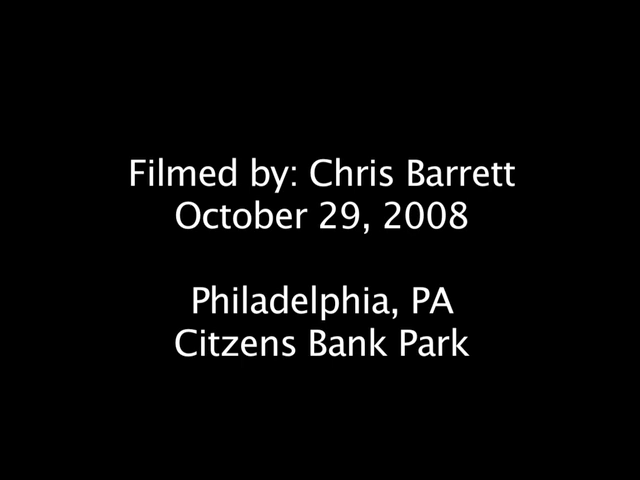 Filmed by: Chris Barrett
October 29, 2008
Philadelphia, PA
Citzens Bank Park